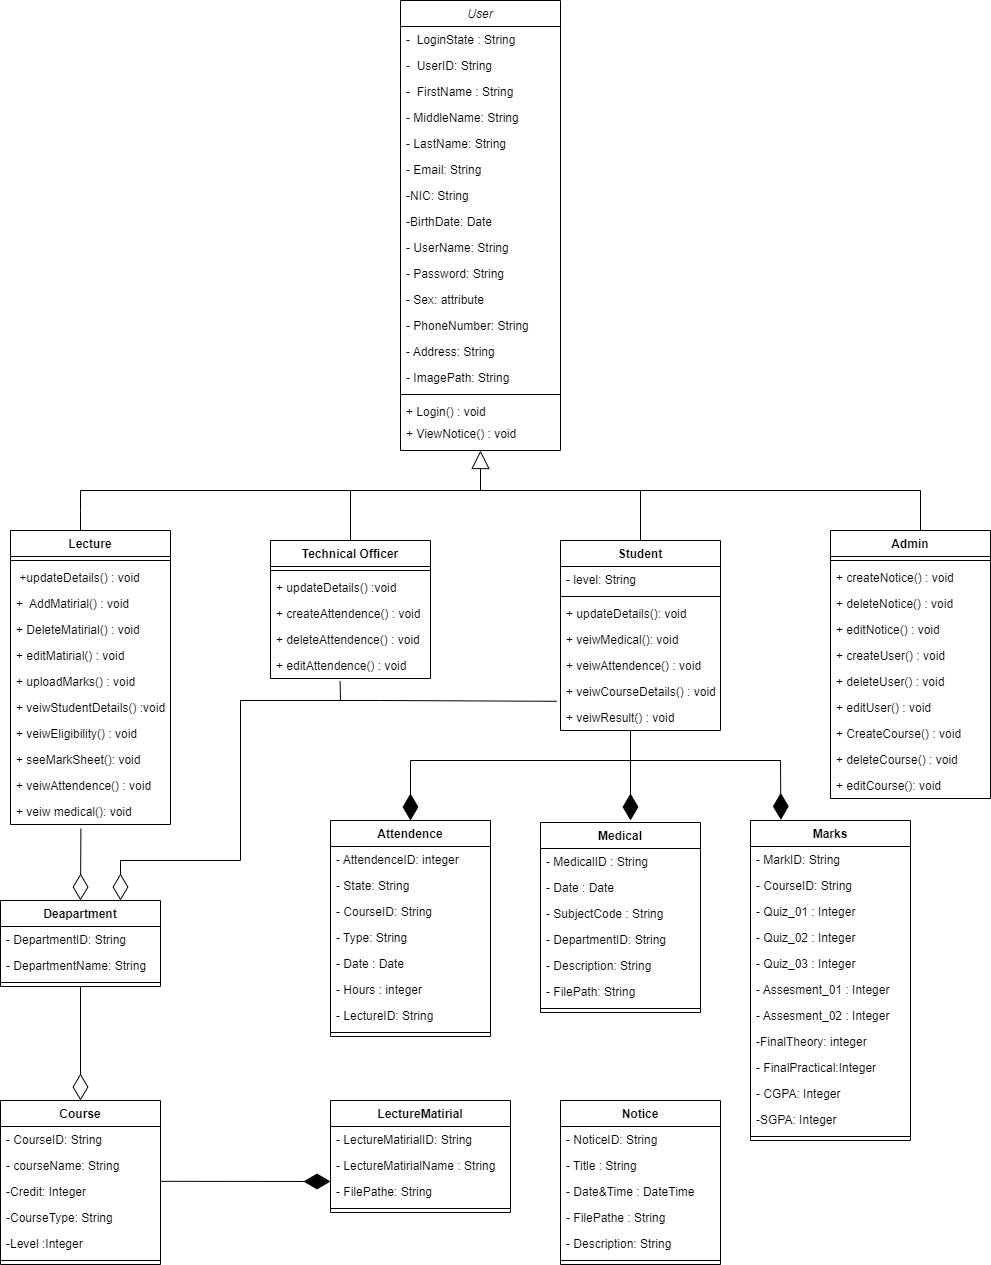 User
- LoginState : String
- UserID: String
- FirstName : String
- MiddleName: String
- LastName: String
- Email: String
-NIC: String
-BirthDate: Date
- UserName: String
- Password: String
- Sex: attribute
- PhoneNumber: String
- Address: String
- ImagePath: String
+ Login() : void
+ ViewNotice() : void
Lecture
+updateDetails() : void
+ AddMatirial() : void
+ DeleteMatirial() : void
+ editMatirial() : void
+ uploadMarks() : void
+ veiwStudentDetails() :void
+ veiwEligibility() : void
+ seeMarkSheet(): void
+ veiwAttendence() : void
+ veiw medical(): void
Technical Officer
+ updateDetails() :void
+ createAttendence() : void
+ deleteAttendence() : void
+ editAttendence() : void
Student
- level: String
+ updateDetails(): void
+ veiwMedical(): void
+ veiwAttendence() : void
+ veiwCourseDetails() : void
+ veiwResult() : void
Admin
+ createNotice() : void
+ deleteNotice() : void
+ editNotice() : void
+ createUser() : void
+ deleteUser() : void
+ editUser() : void
+ CreateCourse() : void
+ deleteCourse() : void
+ editCourse(): void
Attendence
- AttendenceID: integer
- State: String
- CourseID: String
- Type: String
- Date : Date
- Hours : integer
- LectureID: String
Medical
- MedicalID : String
- Date : Date
- SubjectCode : String
- DepartmentID: String
- Description: String
- FilePath: String
Marks
- MarkID: String
- CourseID: String
- Quiz_01 : Integer
- Quiz_02 : Integer
- Quiz_03 : Integer
- Assesment_01 : Integer
- Assesment_02 : Integer
-FinalTheory: integer
- FinalPractical:Integer
- CGPA: Integer
-SGPA: Integer
Deapartment
- DepartmentID: String
- DepartmentName: String
Course
- CourseID: String
- courseName: String
-Credit: Integer
-CourseType: String
-Level :Integer
LectureMatirial
- LectureMatirialID: String
- LectureMatirialName : String
- FilePathe: String
Notice
- NoticeID: String
- Title : String
- Date&Time : DateTime
- FilePathe : String
- Description: String